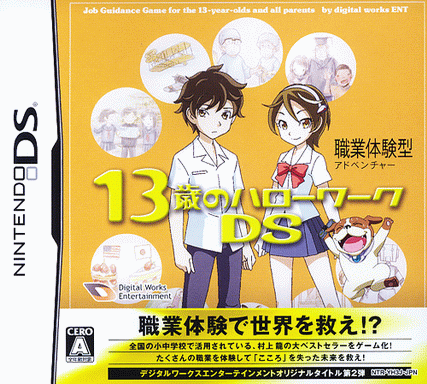 Job Guidance Game for the 13-year-olds and all parents by digital works ENT
NINTENDO DS
職業体験型
アドベンチャー
13歳のハローワーク
DS
Digital Works
Entertainment
職業体験で世界を救え!?
全国の小中学校で活用されている、村上 龍の大ベストセラーをゲーム化!
たくさんの職業を体験して「こころ」を失った未来を救え!
CERO
A
デジタルワークスエンターテインメントオリジナルタイトル第2弾
NTR-YH3J-JPN